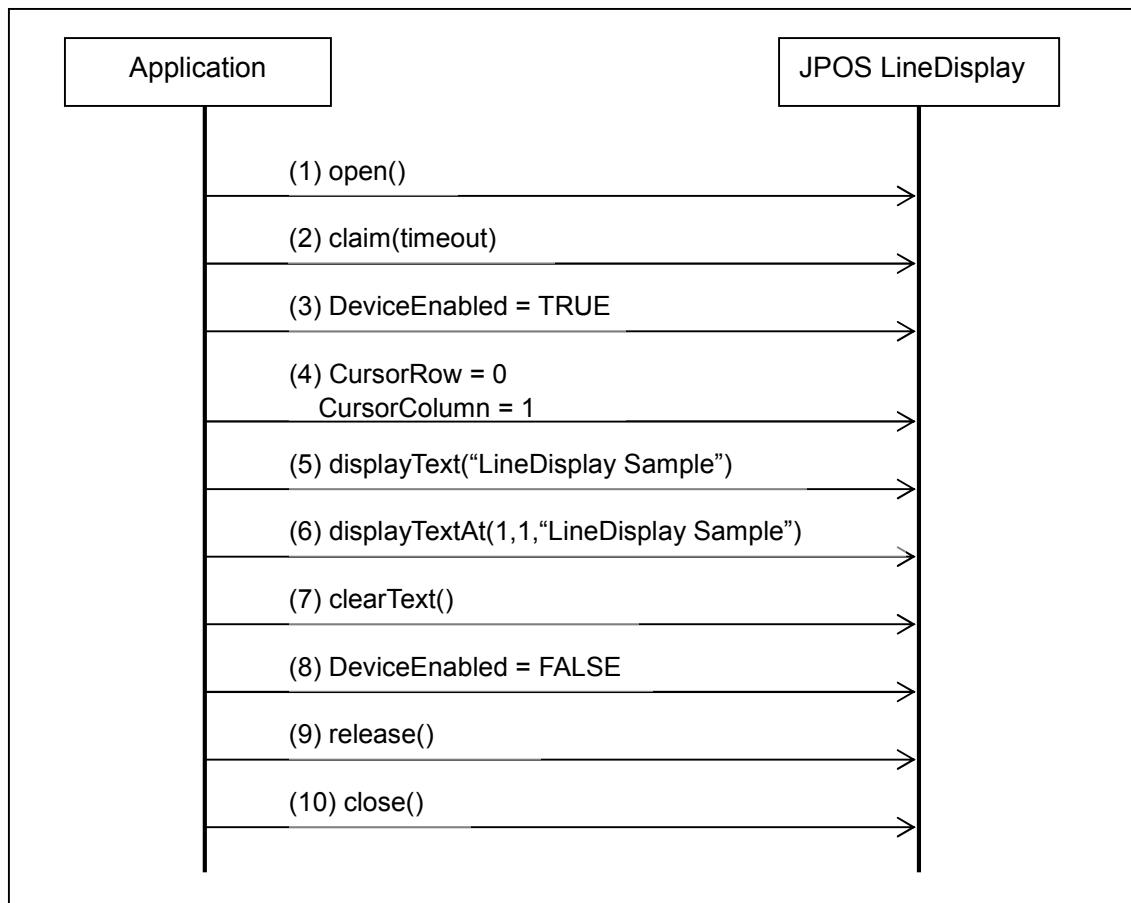 Application
JPOS LineDisplay
(1) open()
(2) claim(timeout)
(3) DeviceEnabled = TRUE
(4) CursorRow = 0
CursorColumn = 1
(5) displayText(“LineDisplay Sample”)
(6) displayTextAt(1,1,“LineDisplay Sample”)
(7) clearText()
(8) DeviceEnabled = FALSE
(9) release()
(10) close()